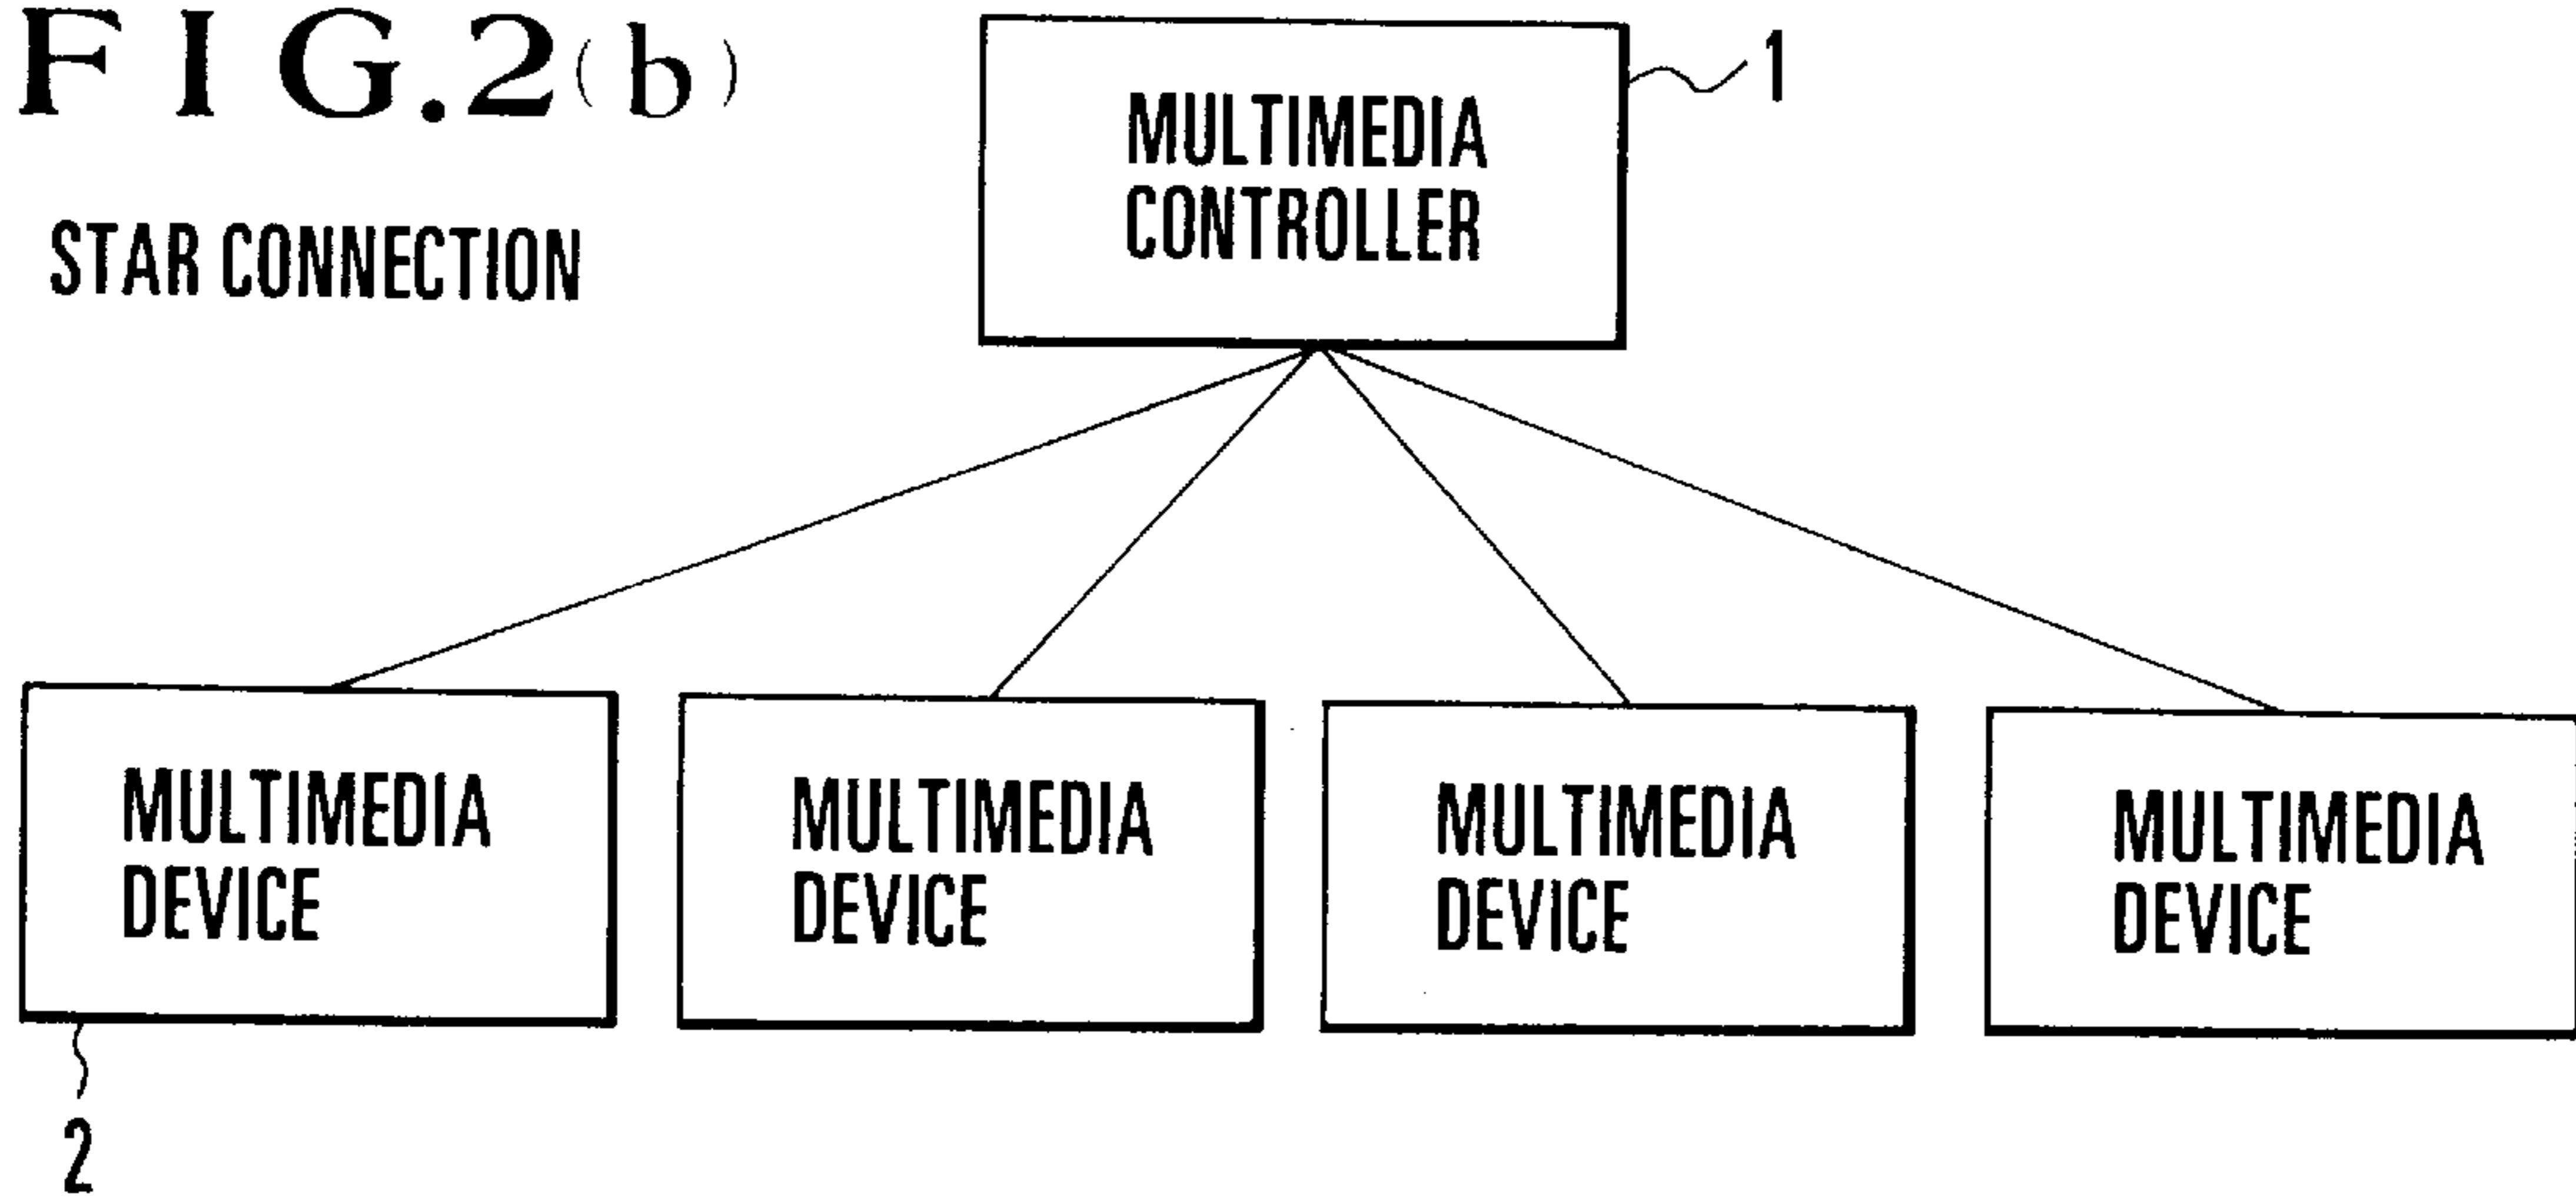 FIG.2(b)
STAR CONNECTION
MULTIMEDIA
CONTROLLER
1
MULTIMEDIA
DEVICE
MULTIMEDIA
DEVICE
MULTIMEDIA
DEVICE
MULTIMEDIA
DEVICE
2